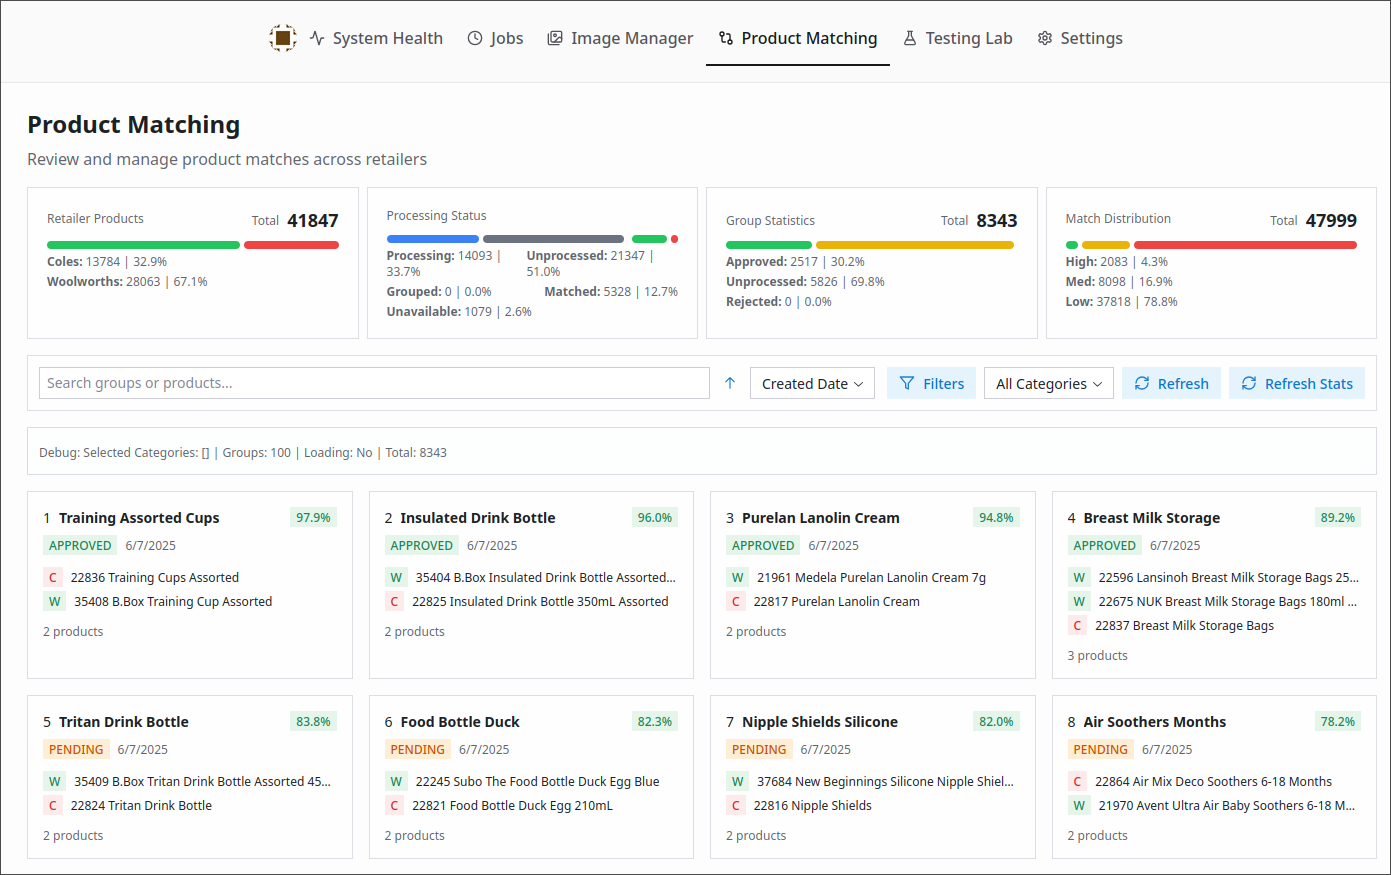 System Health Jobs Image Manager Product Matching Testing Lab Settings
Product Matching
Review and manage product matches across retailers
Retailer Products Total 41847
Coles: 13784 | 32.9%
Woolworths: 28063 | 67.1%
Processing Status
Processing: 14093 | 33.7%
Unprocessed: 21347 | 51.0%
Grouped: 0 | 0.0% Matched: 5328 | 12.7%
Unavailable: 1079 | 2.6%
Group Statistics Total 8343
Approved: 2517 | 30.2%
Unprocessed: 5826 | 69.8%
Rejected: 0 | 0.0%
Match Distribution Total 47999
High: 2083 | 4.3%
Med: 8098 | 16.9%
Low: 37818 | 78.8%
Search groups or products... Created Date Filters All Categories Refresh Refresh Stats
Debug: Selected Categories: [] | Groups: 100 | Loading: No | Total: 8343
1 Training Assorted Cups 97.9%
APPROVED 6/7/2025
C 22836 Training Cups Assorted
W 35408 B.Box Training Cup Assorted
2 products
2 Insulated Drink Bottle 96.0%
APPROVED 6/7/2025
W 35404 B.Box Insulated Drink Bottle Assorted...
C 22825 Insulated Drink Bottle 350mL Assorted
2 products
3 Purelan Lanolin Cream 94.8%
APPROVED 6/7/2025
W 21961 Medela Purelan Lanolin Cream 7g
C 22817 Purelan Lanolin Cream
2 products
4 Breast Milk Storage 89.2%
APPROVED 6/7/2025
W 22596 Lansinoh Breast Milk Storage Bags 25...
W 22675 NUK Breast Milk Storage Bags 180ml ...
C 22837 Breast Milk Storage Bags
3 products
5 Tritan Drink Bottle 83.8%
PENDING 6/7/2025
W 35409 B.Box Tritan Drink Bottle Assorted 45...
C 22824 Tritan Drink Bottle
2 products
6 Food Bottle Duck 82.3%
PENDING 6/7/2025
W 22245 Subo The Food Bottle Duck Egg Blue
C 22821 Food Bottle Duck Egg 210mL
2 products
7 Nipple Shields Silicone 82.0%
PENDING 6/7/2025
W 37684 New Beginnings Silicone Nipple Shiel...
C 22816 Nipple Shields
2 products
8 Air Soothers Months 78.2%
PENDING 6/7/2025
C 22864 Air Mix Deco Soothers 6-18 Months
W 21970 Avent Ultra Air Baby Soothers 6-18 M...
2 products